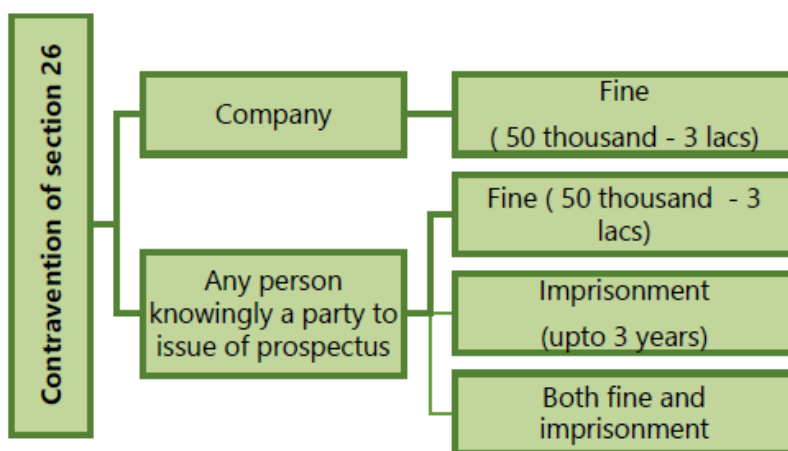 Contravention of section 26
Company
Fine
( 50 thousand - 3 lacs)
Any person
knowingly a party to
issue of prospectus
Fine ( 50 thousand  - 3
lacs)
Imprisonment
(upto 3 years)
Both fine and
imprisonment